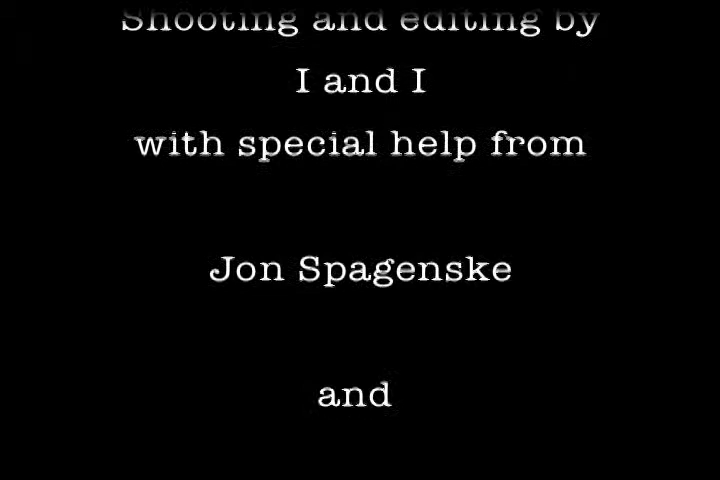 Shooting and editing by
I and I
with special help from
Jon Spagenske
and